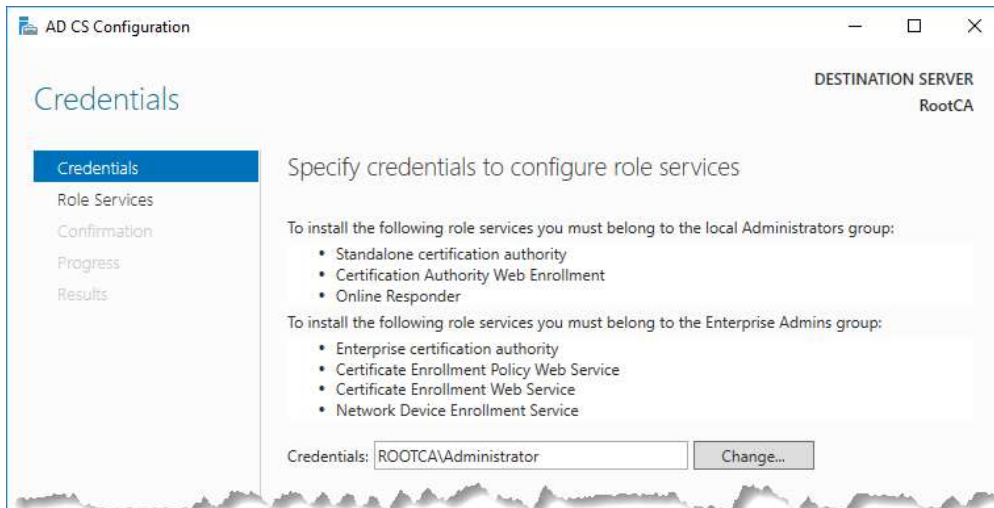 AD CS Configuration
DESTINATION SERVER
RootCA
Credentials
Credentials
Role Services
Confirmation
Progress
Results
Specify credentials to configure role services
To install the following role services you must belong to the local Administrators group:
• Standalone certification authority
• Certification Authority Web Enrollment
• Online Responder
To install the following role services you must belong to the Enterprise Admins group:
• Enterprise certification authority
• Certificate Enrollment Policy Web Service
• Certificate Enrollment Web Service
• Network Device Enrollment Service
Credentials: ROOTCA\Administrator Change...